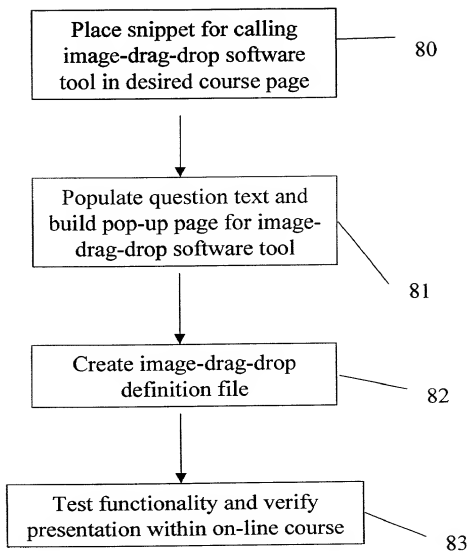 Place snippet for calling
image-drag-drop software
tool in desired course page
80
Populate question text and
build pop-up page for image-
drag-drop software tool
81
Create image-drag-drop
definition file
82
Test functionality and verify
presentation within on-line course
83